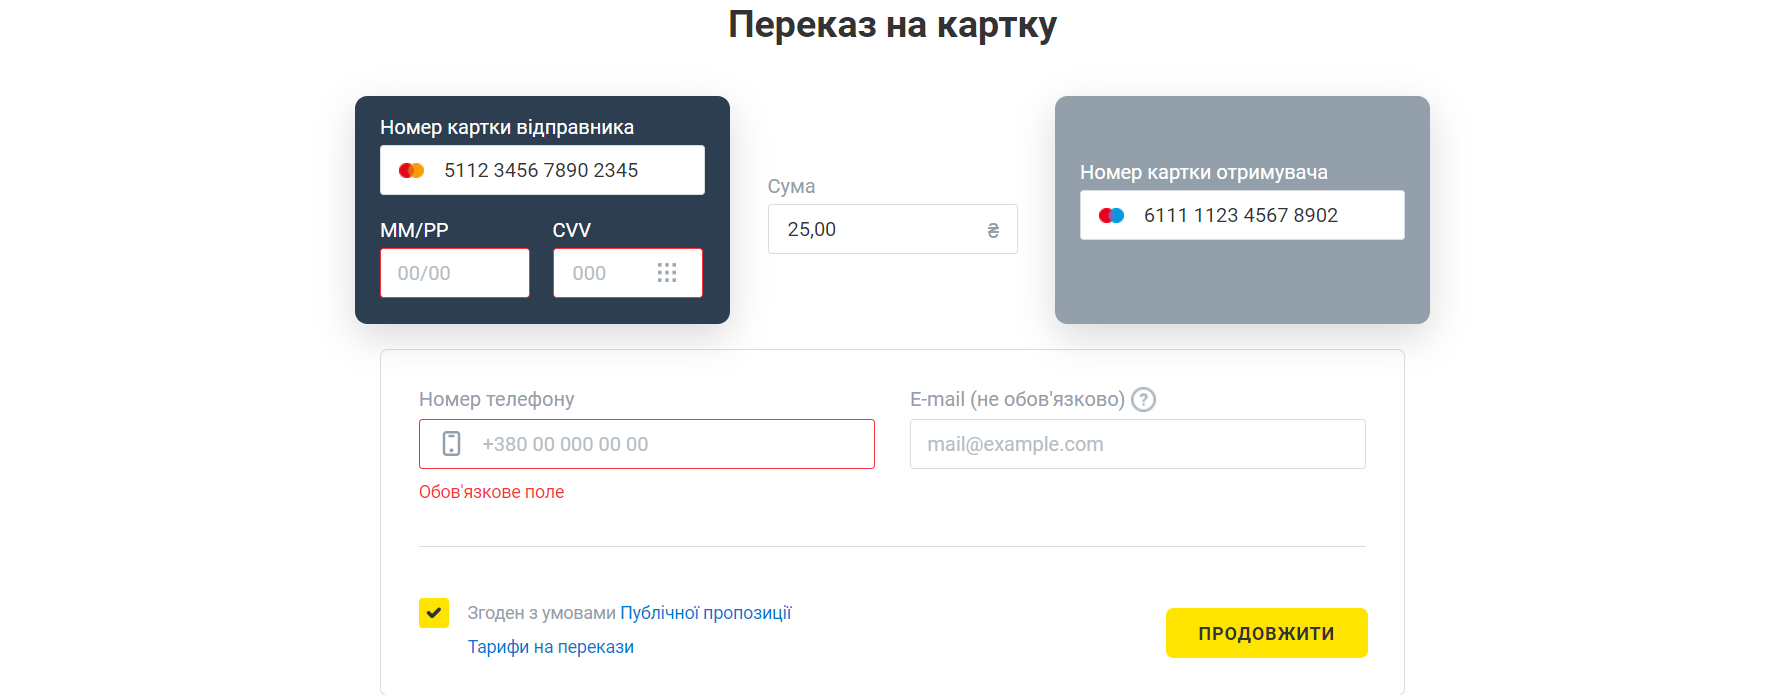 Переказ на картку
Номер картки відправника
5112 3456 7890 2345
ММ/РР
CVV
00/00
000
Сума
25,00 ₴
Номер картки отримувача
6111 1123 4567 8902
Номер телефону
+380 00 000 00 00
Обов'язкове поле
E-mail (не обов'язково) ?
mail@example.com
Згоден з умовами Публічної пропозиції
Тарифи на перекази
ПРОДОВЖИТИ